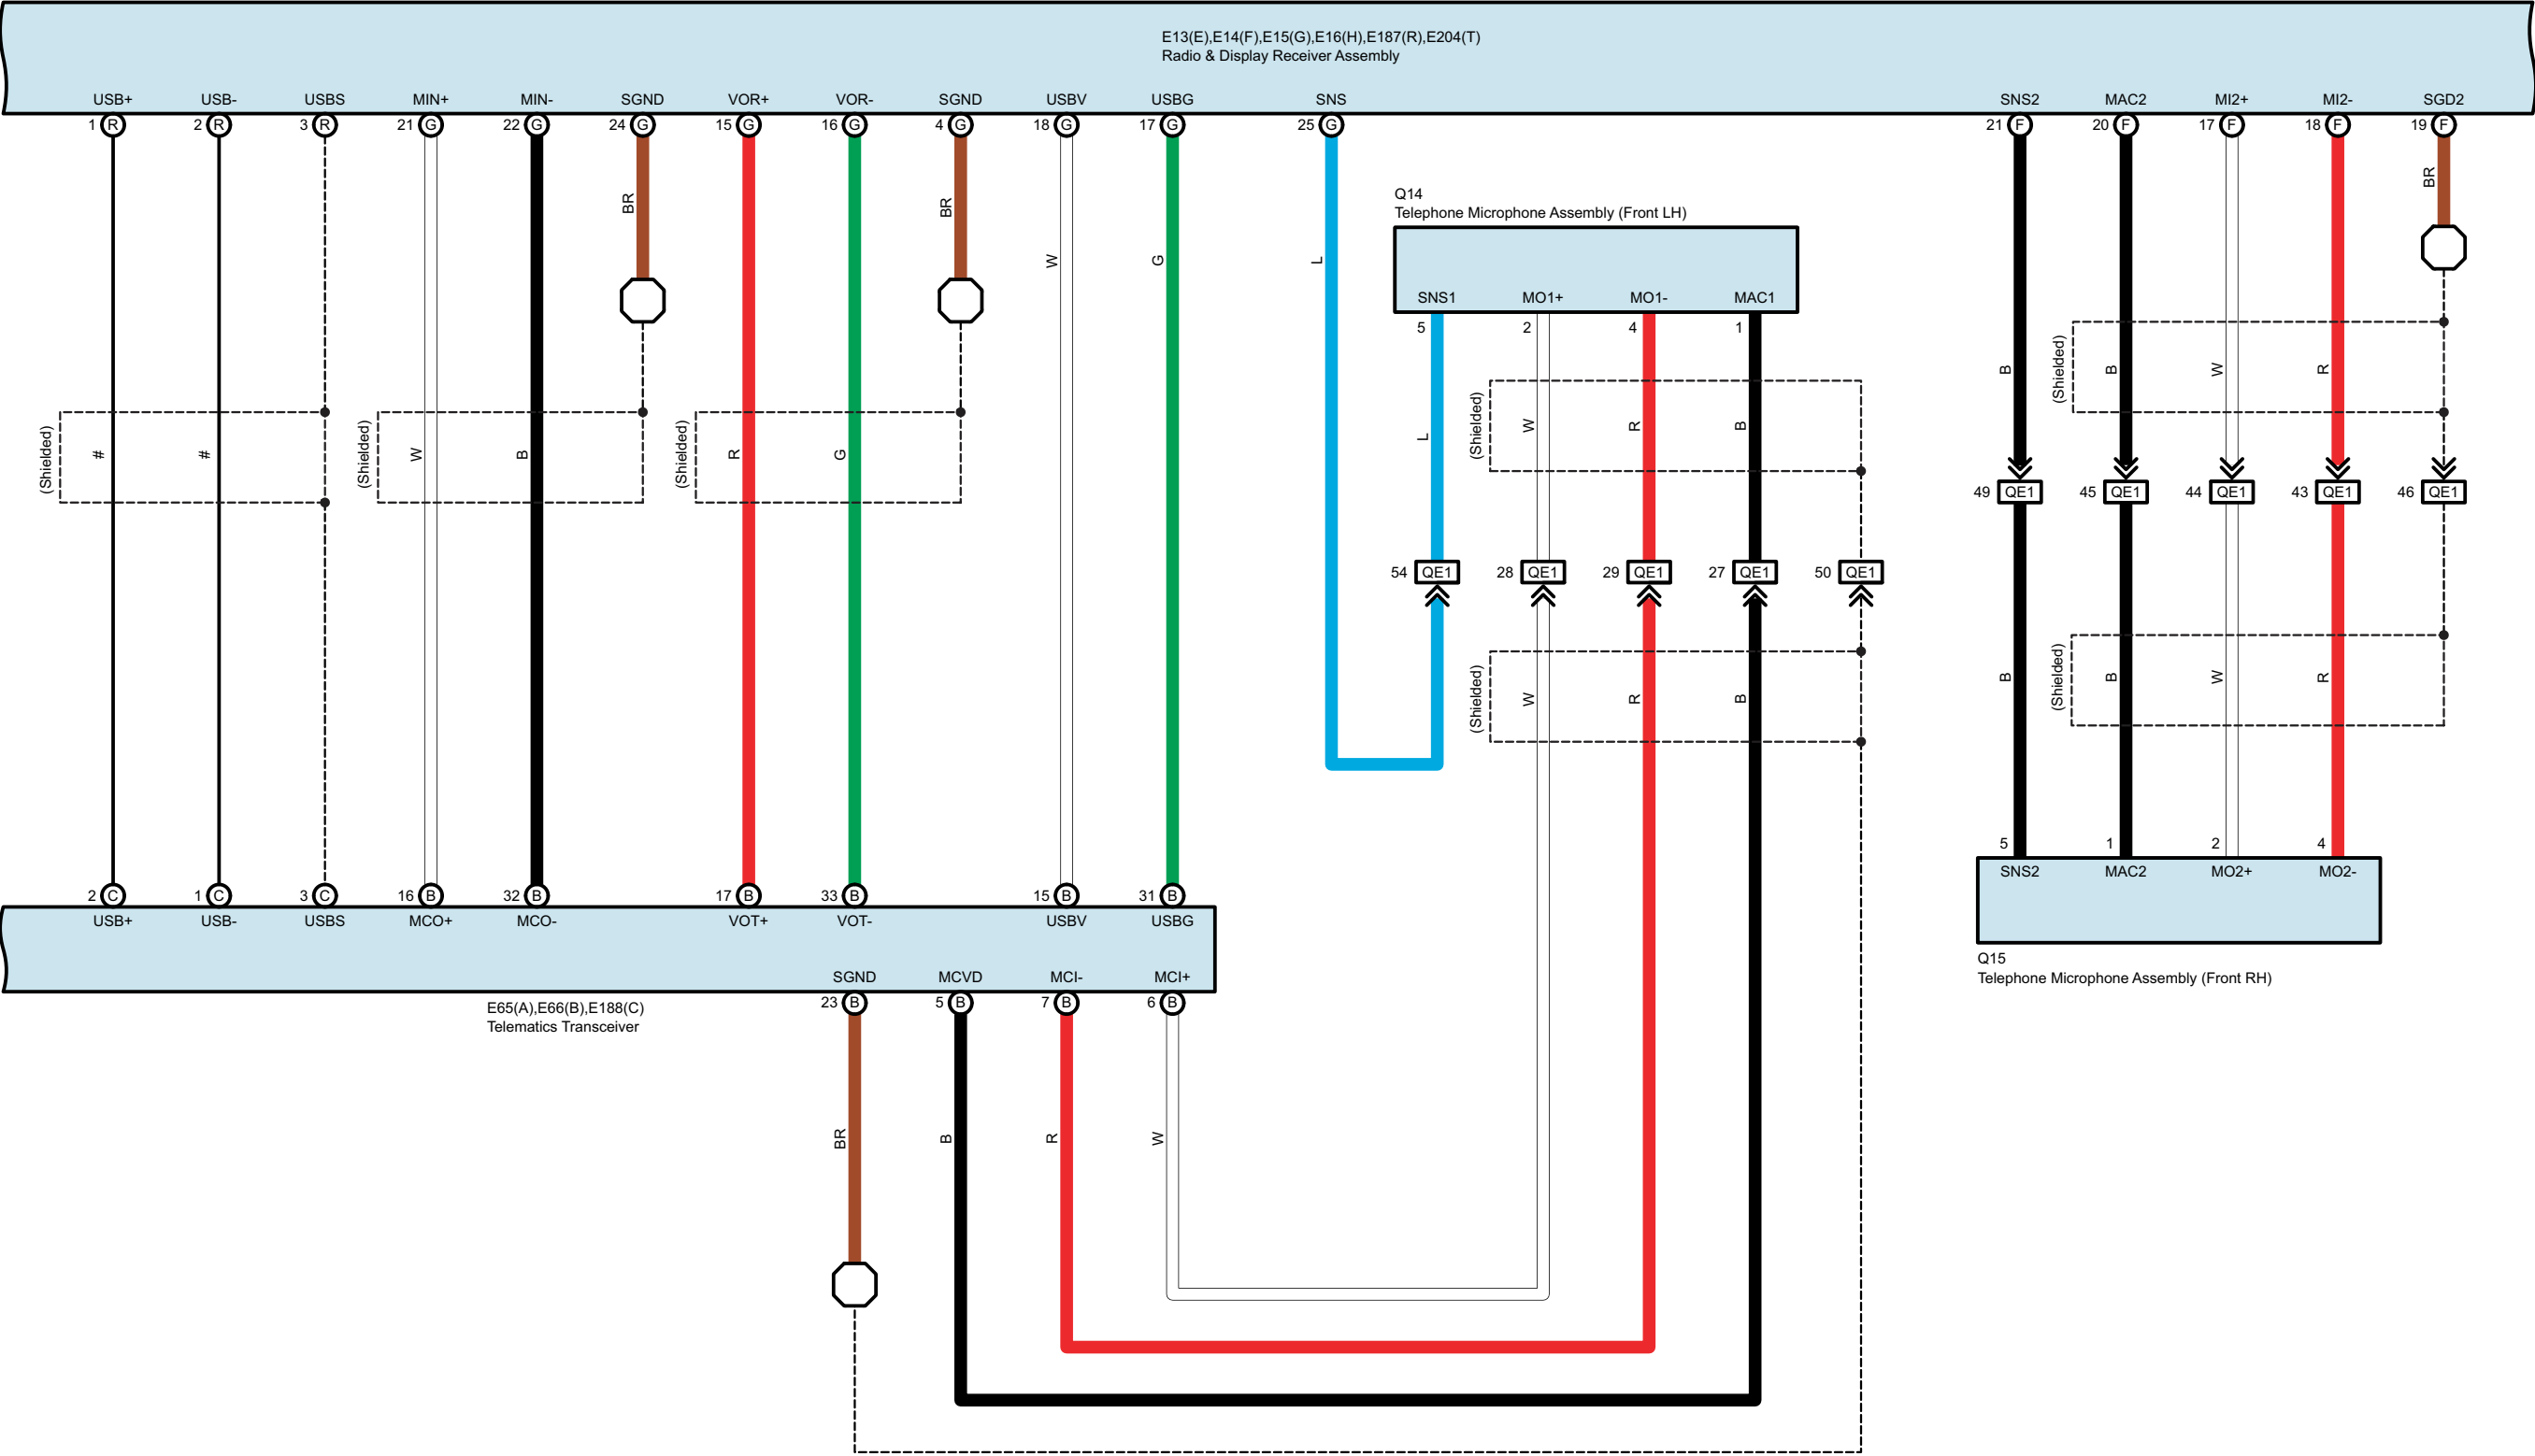 E13(E),E14(F),E15(G),E16(H),E187(R),E204(T)
Radio & Display Receiver Assembly
USB+ USB- USBS MIN+ MIN- SGND VOR+ VOR- SGND USBV USBG SNS SNS2 MAC2 MI2+ MI2- SGD2
1 R 2 R 3 R 21 G 22 G 24 G 15 G 16 G 4 G 18 G 17 G 25 G 21 F 20 F 17 F 18 F 19 F
BR BR W G L BR
Q14
Telephone Microphone Assembly (Front LH)
SNS1 MO1+ MO1- MAC1
5 2 4 1
B (Shielded) B W R
(Shielded) # # (Shielded) W B (Shielded) R G L (Shielded) W R B
49 QE1 45 QE1 44 QE1 43 QE1 46 QE1
54 QE1 28 QE1 29 QE1 27 QE1 50 QE1
(Shielded) W R B B (Shielded) B W R
5 1 2 4
SNS2 MAC2 MO2+ MO2-
Q15
Telephone Microphone Assembly (Front RH)
2 C 1 C 3 C 16 B 32 B 17 B 33 B 15 B 31 B
USB+ USB- USBS MCO+ MCO- VOT+ VOT- USBV USBG
SGND MCVD MCI- MCI+
23 B 5 B 7 B 6 B
E65(A),E66(B),E188(C)
Telematics Transceiver
BR B R W